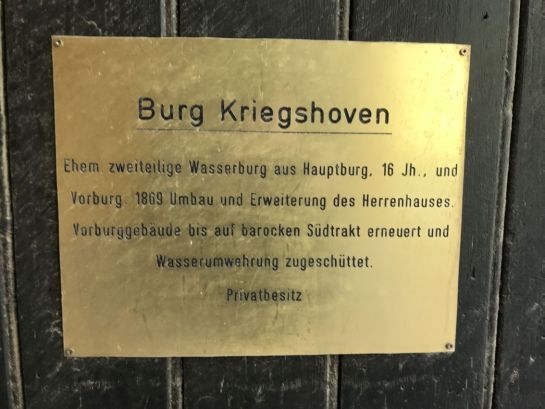 Burg Kriegshoven
Ehem. zweiteilige Wasserburg aus Hauptburg, 16 Jh., und
Vorburg. 1869 Umbau und Erweiterung des Herrenhauses.
Vorburggebäude bis auf barocken Südtrakt erneuert und
Wasserumwehrung zugeschüttet.
Privatbesitz